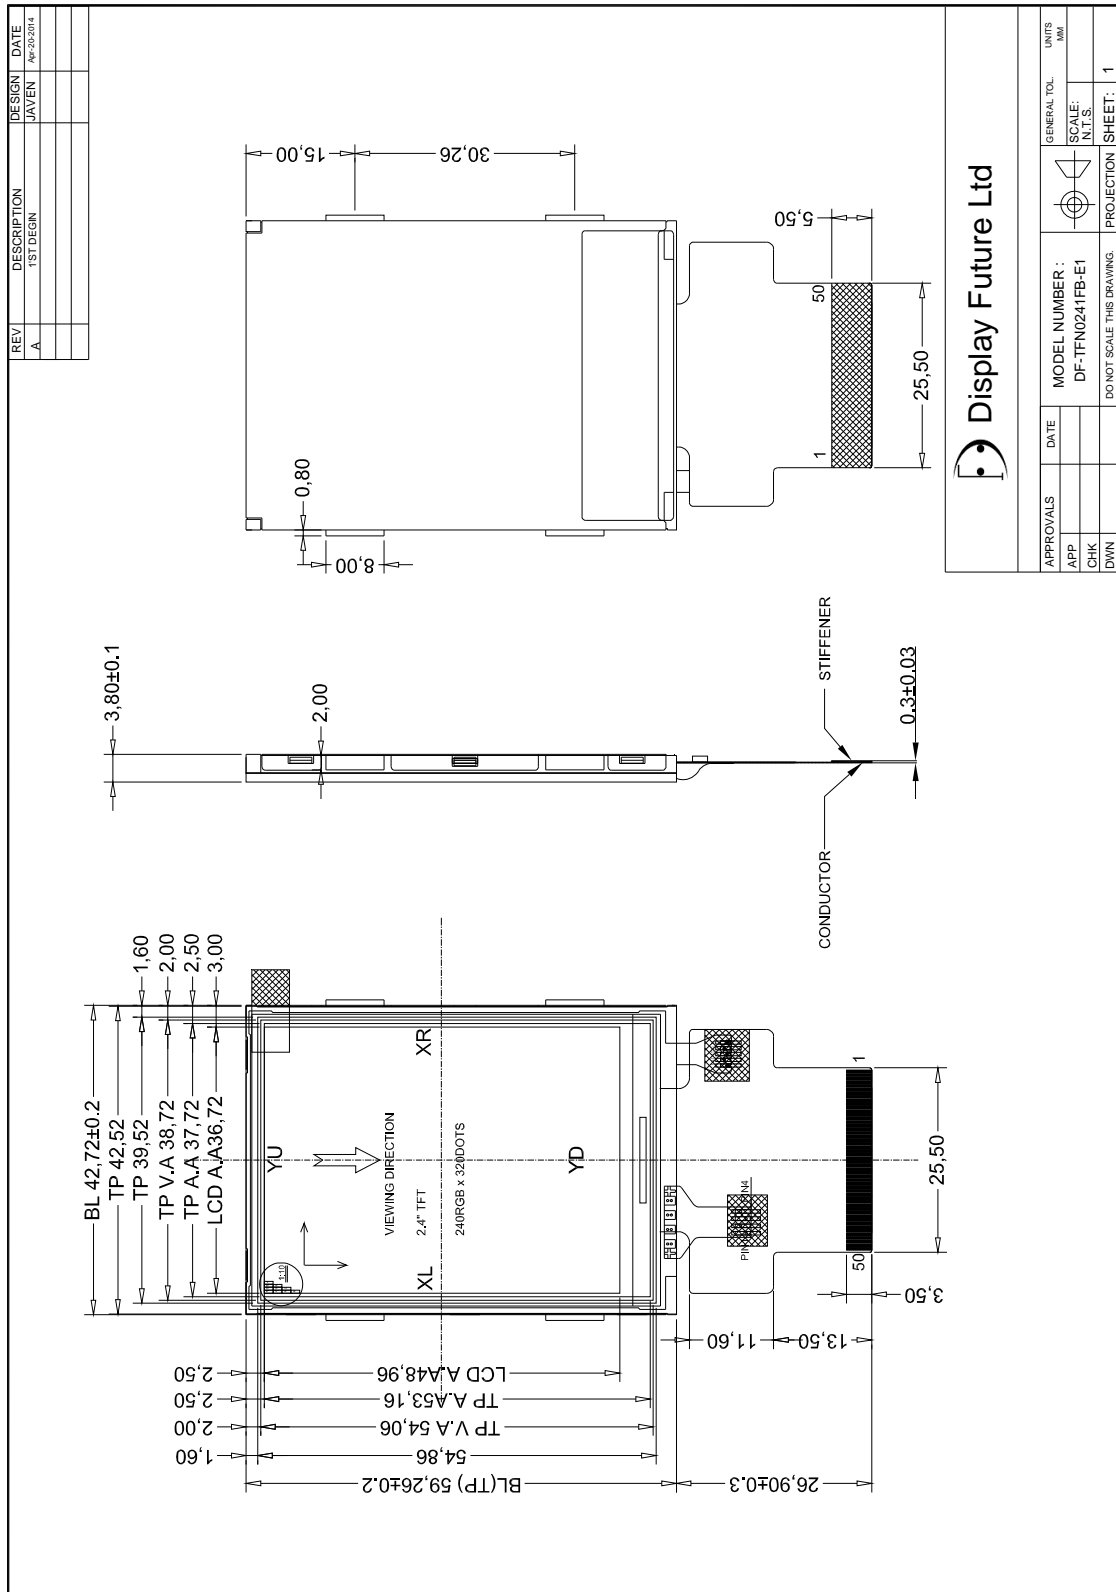 REV DESCRIPTION DESIGN DATE
A 1'ST DEGIN JAVEN Apr-20-2014
15,00
30,26
5,50
50
1
25,50
0,80
8,00
3,80±0.1
2,00
STIFFENER
0.3±0.03
CONDUCTOR
BL 42,72±0.2
TP 42,52
TP 39,52
TP V.A 38,72
TP A.A 37,72
LCD A.A36,72
1,60
2,00
2,50
3,00
YU
XR
XL
YD
VIEWING DIRECTION
2.4" TFT
240RGB x 320DOTS
1:10
PIN4
1
50
25,50
3,50
11,60
13,50
2,50
LCD A.A48,96
2,50
TP A.A53,16
2,00
TP V.A 54,06
1,60
54,86
BL(TP) 59,26±0.2
26,90±0.3
Display Future Ltd
APPROVALS DATE
APP
CHK
DWN
MODEL NUMBER :
DF-TFN0241FB-E1
DO NOT SCALE THIS DRAWING.
PROJECTION
GENERAL TOL.
UNITS
MM
SCALE:
N.T.S.
SHEET: 1